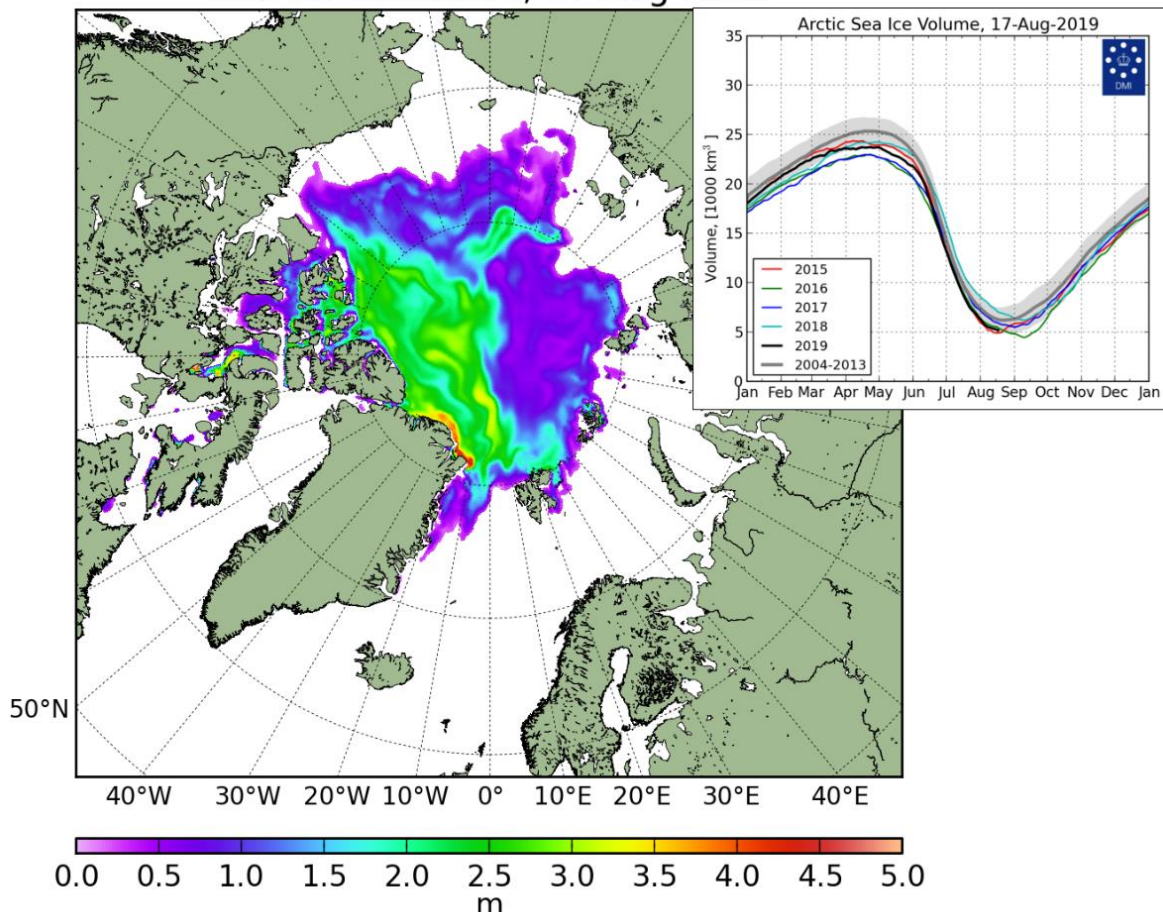 Arctic Sea Ice Volume, 17-Aug-2019
35
30
25
20
15
10
5
0
Volume, [1000 km³ ]
DMI
2015
2016
2017
2018
2019
2004-2013
Jan Feb Mar Apr May Jun Jul Aug Sep Oct Nov Dec Jan
50°N
40°W 30°W 20°W 10°W 0° 10°E 20°E 30°E 40°E
0.0 0.5 1.0 1.5 2.0 2.5 3.0 3.5 4.0 4.5 5.0
m